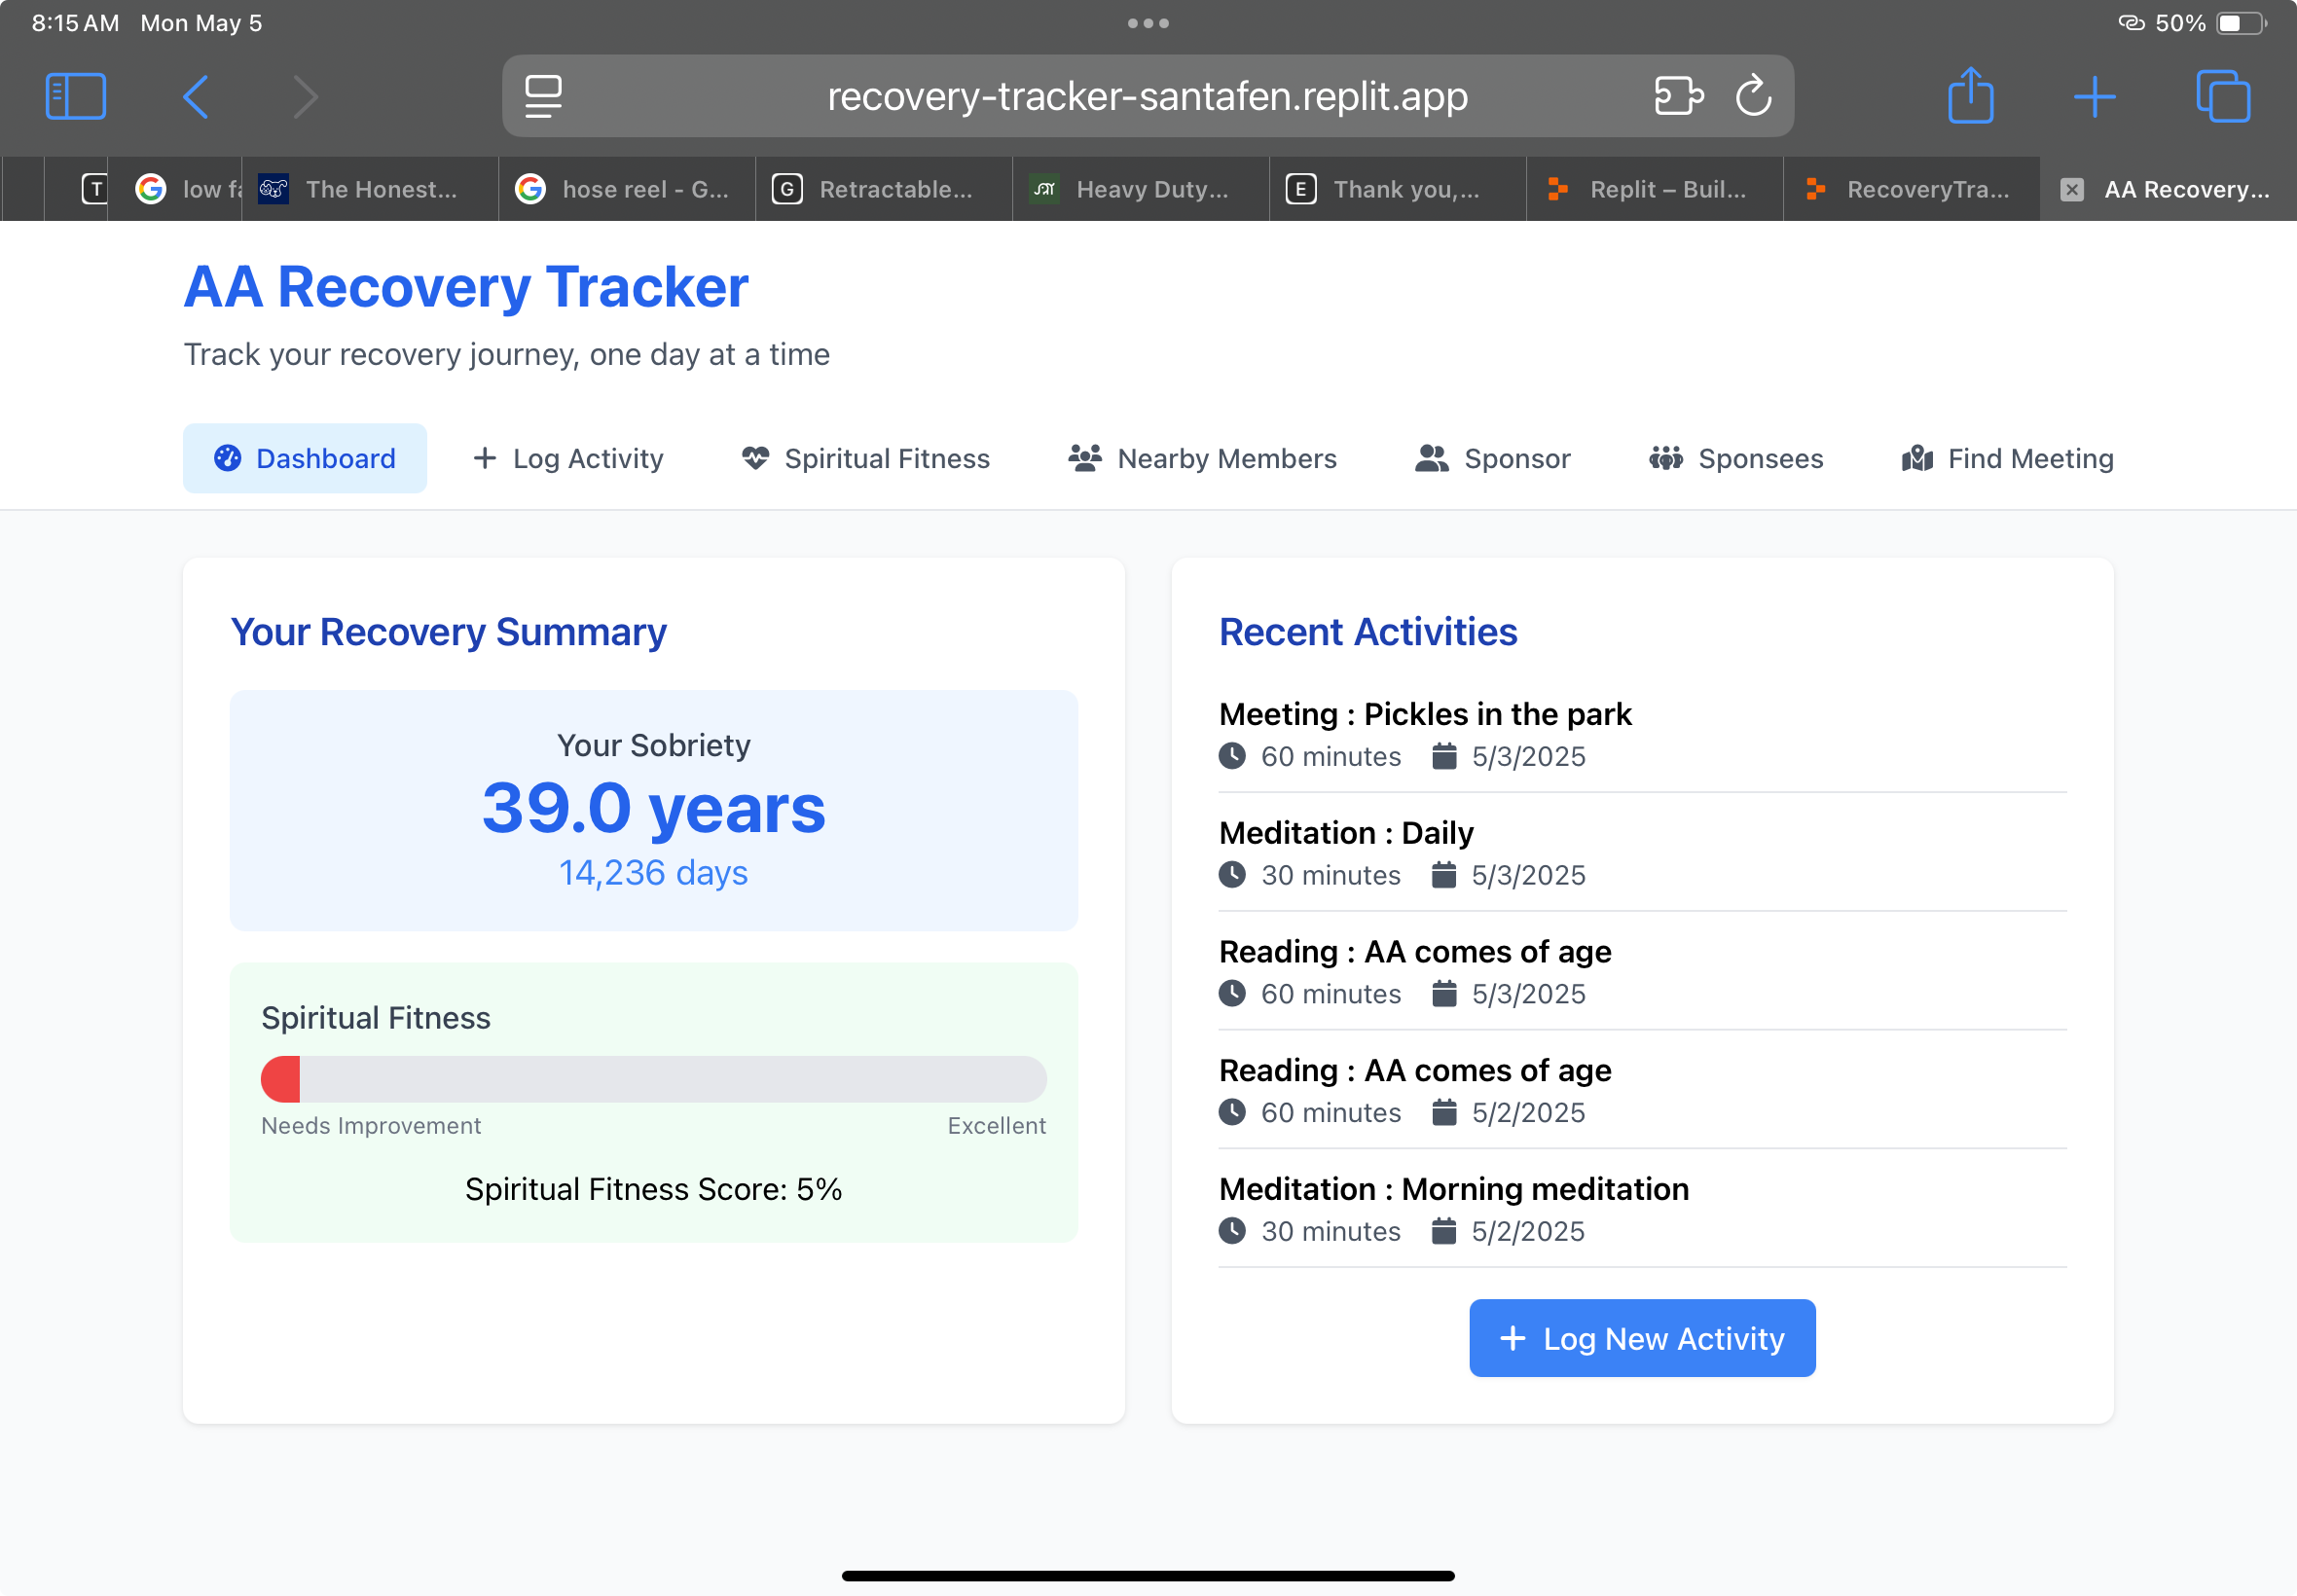 8:15 AM Mon May 5
50%
recovery-tracker-santafen.replit.app
T
low fa
The Honest...
hose reel - G...
G
Retractable...
Heavy Duty...
E
Thank you,...
Replit – Buil...
RecoveryTra...
AA Recovery...
AA Recovery Tracker
Track your recovery journey, one day at a time
Dashboard
Log Activity
Spiritual Fitness
Nearby Members
Sponsor
Sponsees
Find Meeting
Your Recovery Summary
Your Sobriety
39.0 years
14,236 days
Spiritual Fitness
Needs Improvement
Excellent
Spiritual Fitness Score: 5%
Recent Activities
Meeting : Pickles in the park
60 minutes 5/3/2025
Meditation : Daily
30 minutes 5/3/2025
Reading : AA comes of age
60 minutes 5/3/2025
Reading : AA comes of age
60 minutes 5/2/2025
Meditation : Morning meditation
30 minutes 5/2/2025
+ Log New Activity